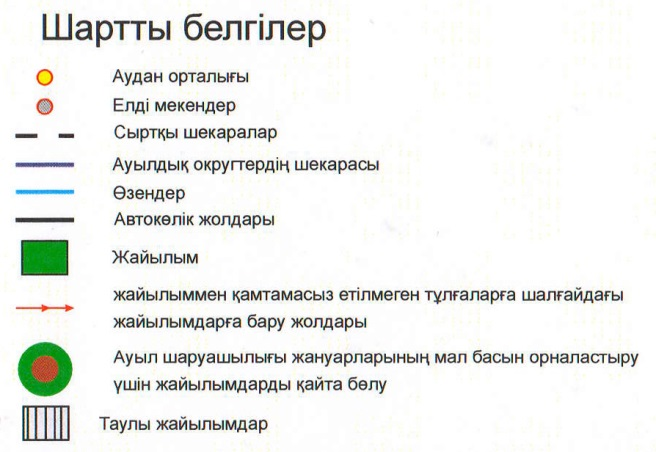 Шартты белгілер
Аудан орталығы
Елді мекендер
Сыртқы шекаралар
Ауылдық округтердің шекарасы
Өзендер
Автокөлік жолдары
Жайылым
жайылыммен қамтамасыз етілмеген тұлғаларға шалғайдағы
жайылымдарға бару жолдары
Ауыл шаруашылығы жануарларының мал басын орналастыру
үшін жайылымдарды қайта бөлу
Таулы жайылымдар